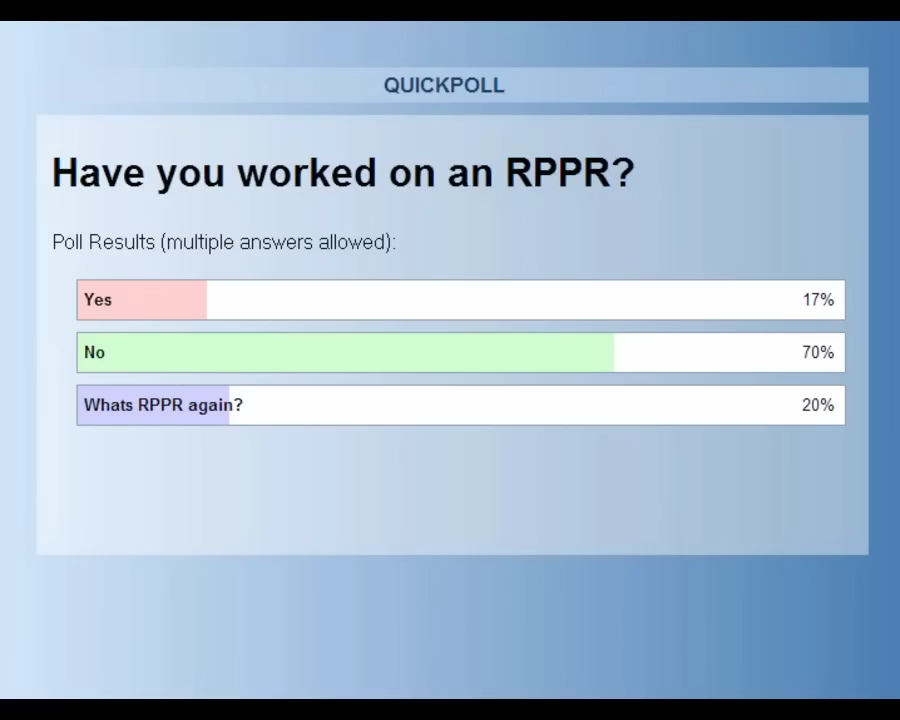 QUICKPOLL
Have you worked on an RPPR?
Poll Results (multiple answers allowed):
Yes 17%
No 70%
Whats RPPR again? 20%